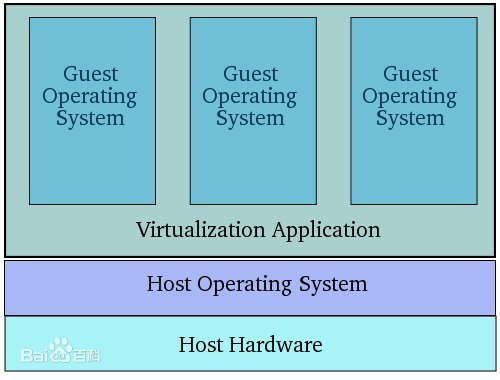 Guest
Operating
System
Guest
Operating
System
Guest
Operating
System
Virtualization Application
Host Operating System
Host Hardware
Bai百科